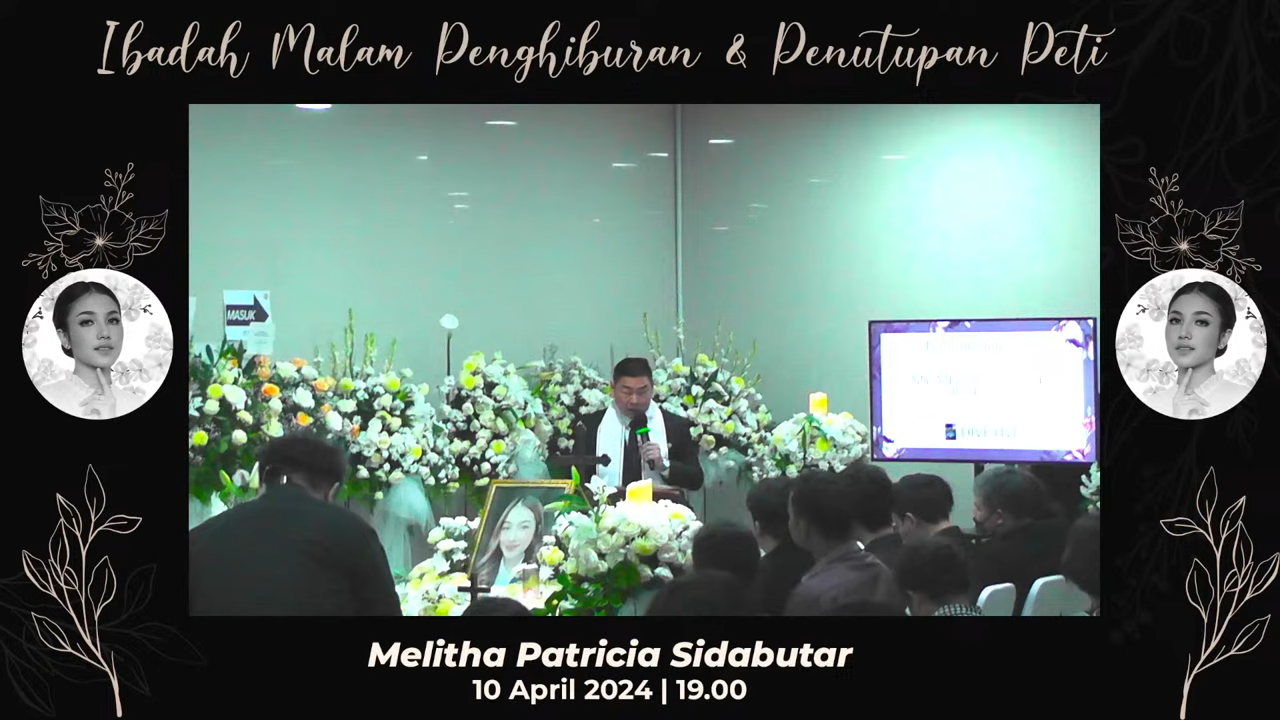 Ibadah Malam Penghiburan & Penutupan Peti
MASUK
Melitha Patricia Sidabutar
10 April 2024 | 19.00